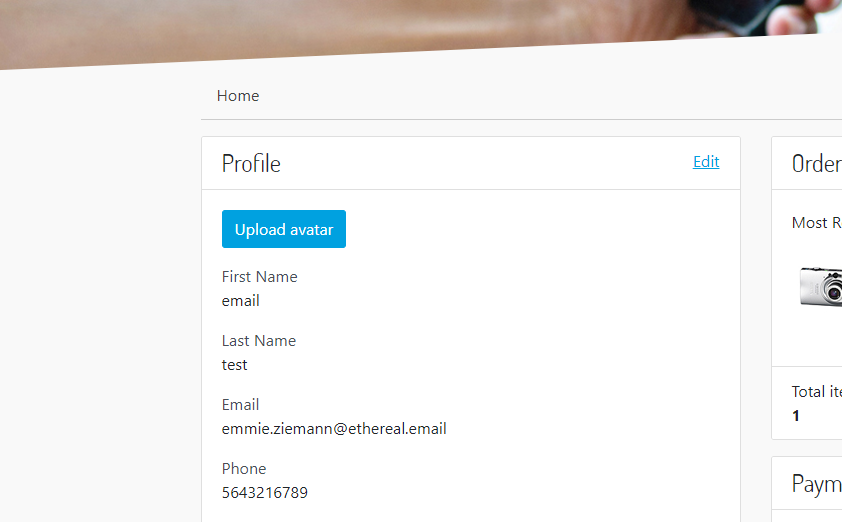 Home
Profile
Edit
Upload avatar
First Name
email
Last Name
test
Email
emmie.ziemann@ethereal.email
Phone
5643216789
Order
Most R
Total ite
1
Paym